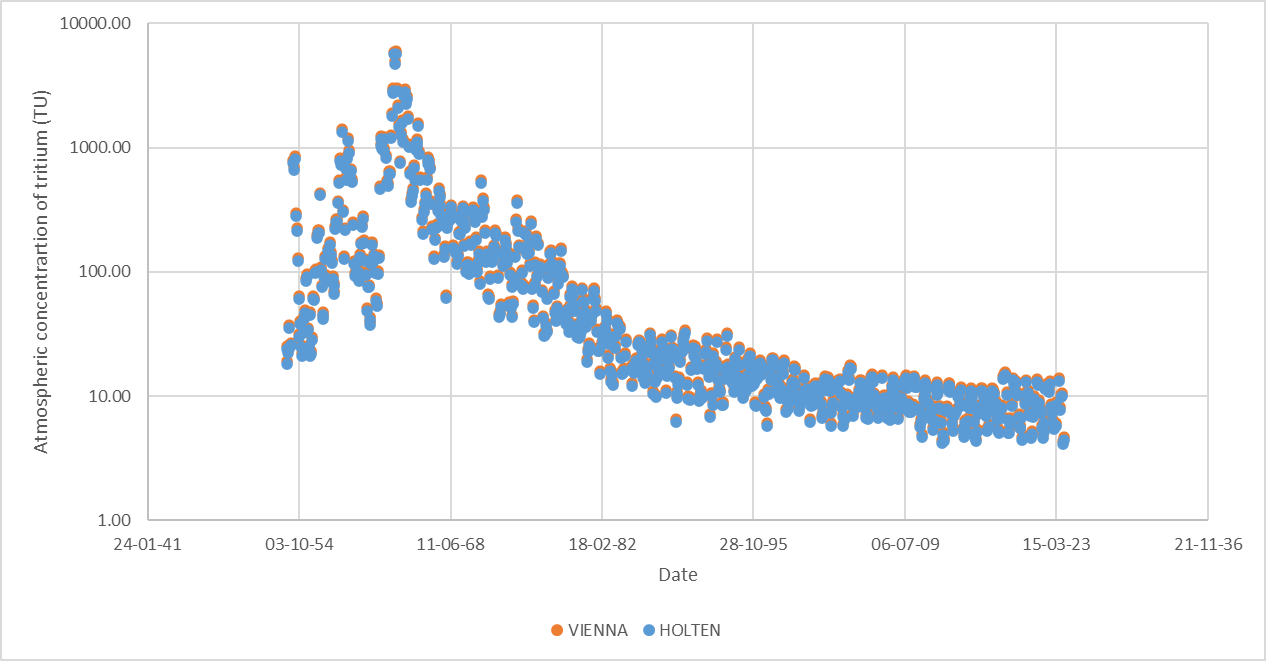 Atmospheric concentrartion of tritium (TU)
10000.00
1000.00
100.00
10.00
1.00
24-01-41 03-10-54 11-06-68 18-02-82 28-10-95 06-07-09 15-03-23 21-11-36
Date
VIENNA HOLTEN